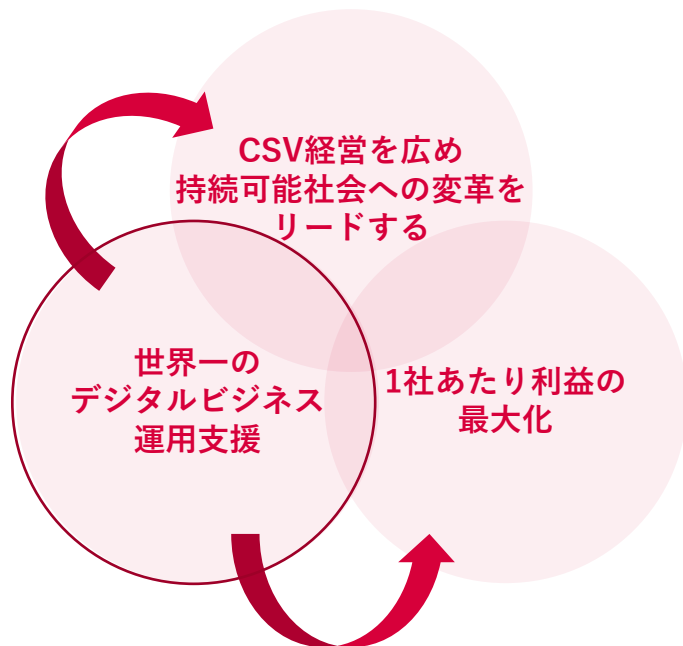 CSV経営を広め
持続可能社会への変革を
リードする
世界一の
デジタルビジネス
運用支援
1社あたり利益の
最大化